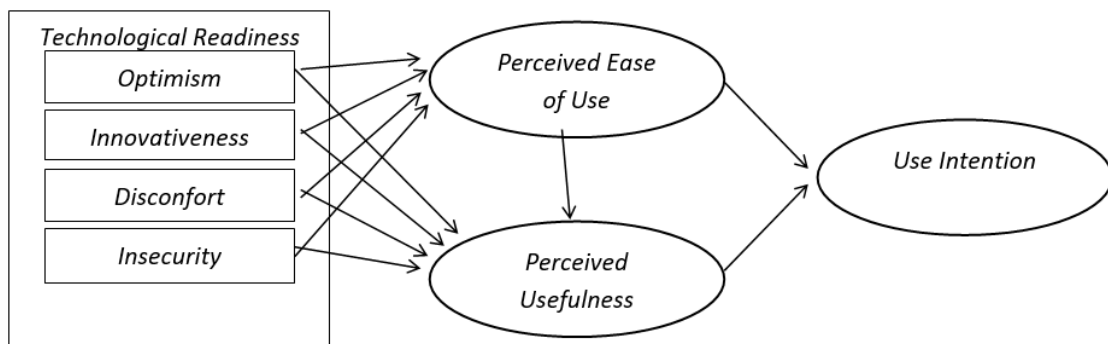 Technological Readiness
Optimism
Innovativeness
Disconfort
Insecurity
Perceived Ease
of Use
Perceived
Usefulness
Use Intention